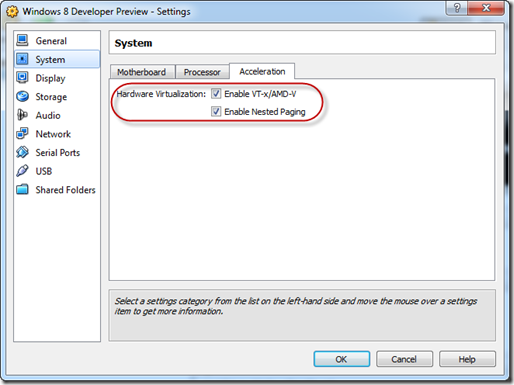 Windows 8 Developer Preview - Settings
General
System
Display
Storage
Audio
Network
Serial Ports
USB
Shared Folders
System
Motherboard Processor Acceleration
Hardware Virtualization: Enable VT-x/AMD-V
Enable Nested Paging
Select a settings category from the list on the left-hand side and move the mouse over a settings
item to get more information.
OK Cancel Help